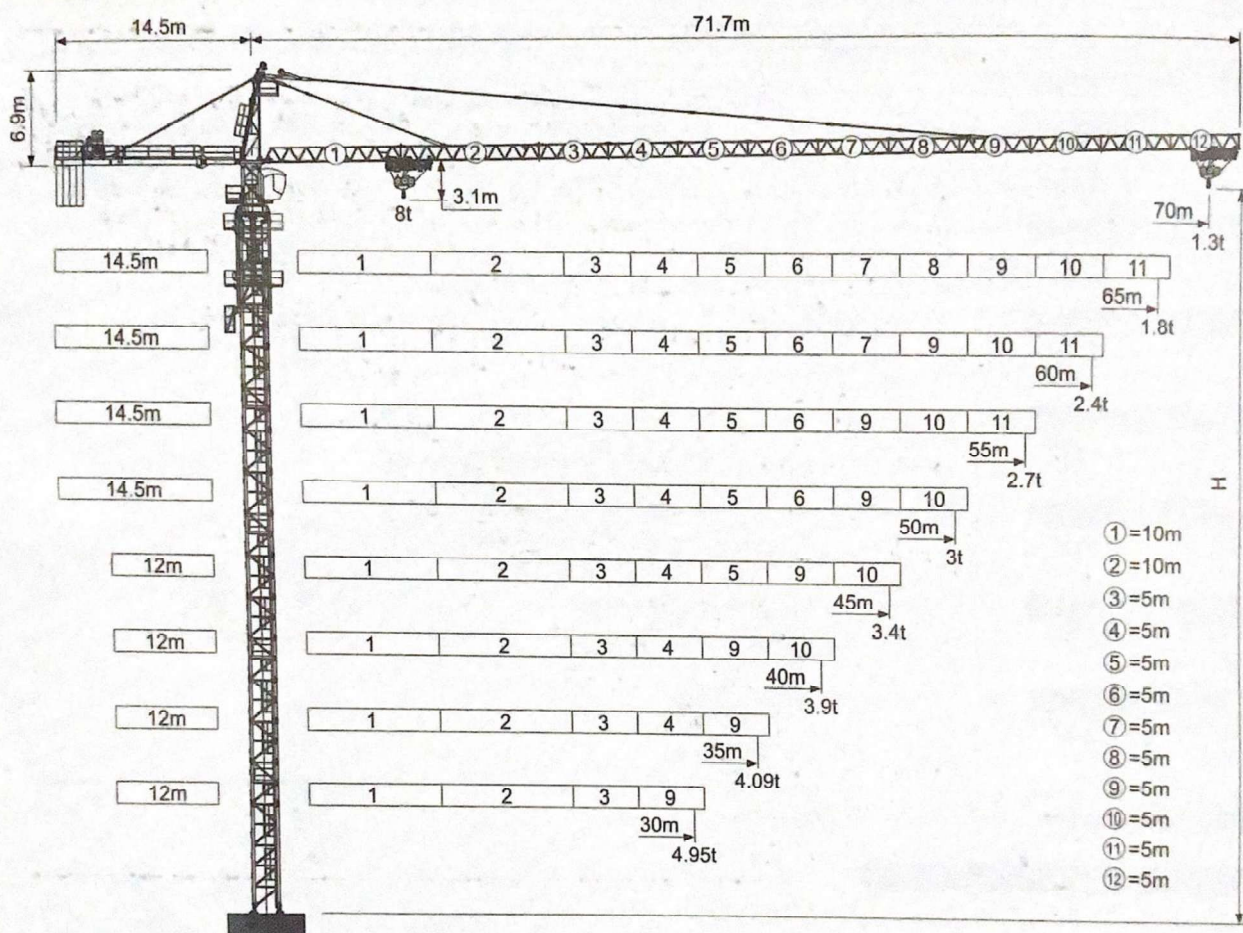 14.5m 71.7m
6.9m
① ② ③ ④ ⑤ ⑥ ⑦ ⑧ ⑨ ⑩ ⑪ ⑫
8t 3.1m
70m
1.3t
14.5m 1 2 3 4 5 6 7 8 9 10 11
65m
1.8t
14.5m 1 2 3 4 5 6 7 9 10 11
60m
2.4t
14.5m 1 2 3 4 5 6 9 10 11
55m
2.7t
H
14.5m 1 2 3 4 5 6 9 10
50m
3t
12m 1 2 3 4 5 9 10
45m
3.4t
12m 1 2 3 4 9 10
40m
3.9t
12m 1 2 3 4 9
35m
4.09t
12m 1 2 3 9
30m
4.95t
①=10m
②=10m
③=5m
④=5m
⑤=5m
⑥=5m
⑦=5m
⑧=5m
⑨=5m
⑩=5m
⑪=5m
⑫=5m